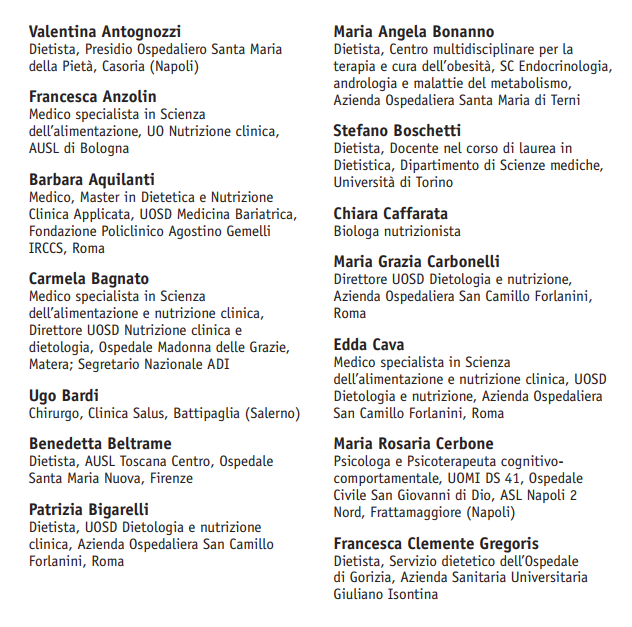 Valentina Antognozzi
Dietista, Presidio Ospedaliero Santa Maria
della Pietà, Casoria (Napoli)
Francesca Anzolin
Medico specialista in Scienza
dell’alimentazione, UO Nutrizione clinica,
AUSL di Bologna
Barbara Aquilanti
Medico, Master in Dietetica e Nutrizione
Clinica Applicata, UOSD Medicina Bariatrica,
Fondazione Policlinico Agostino Gemelli
IRCCS, Roma
Carmela Bagnato
Medico specialista in Scienza
dell’alimentazione e nutrizione clinica,
Direttore UOSD Nutrizione clinica e
dietologia, Ospedale Madonna delle Grazie,
Matera; Segretario Nazionale ADI
Ugo Bardi
Chirurgo, Clinica Salus, Battipaglia (Salerno)
Benedetta Beltrame
Dietista, AUSL Toscana Centro, Ospedale
Santa Maria Nuova, Firenze
Patrizia Bigarelli
Dietista, UOSD Dietologia e nutrizione
clinica, Azienda Ospedaliera San Camillo
Forlanini, Roma
Maria Angela Bonanno
Dietista, Centro multidisciplinare per la
terapia e cura dell’obesità, SC Endocrinologia,
andrologia e malattie del metabolismo,
Azienda Ospedaliera Santa Maria di Terni
Stefano Boschetti
Dietista, Docente nel corso di laurea in
Dietistica, Dipartimento di Scienze mediche,
Università di Torino
Chiara Caffarata
Biologa nutrizionista
Maria Grazia Carbonelli
Direttore UOSD Dietologia e nutrizione,
Azienda Ospedaliera San Camillo Forlanini,
Roma
Edda Cava
Medico specialista in Scienza
dell’alimentazione e nutrizione clinica, UOSD
Dietologia e nutrizione, Azienda Ospedaliera
San Camillo Forlanini, Roma
Maria Rosaria Cerbone
Psicologa e Psicoterapeuta cognitivo-
comportamentale, UOMI DS 41, Ospedale
Civile San Giovanni di Dio, ASL Napoli 2
Nord, Frattamaggiore (Napoli)
Francesca Clemente Gregoris
Dietista, Servizio dietetico dell’Ospedale
di Gorizia, Azienda Sanitaria Universitaria
Giuliano Isontina